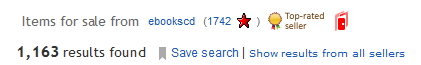 Items for sale from ebookscd (1742 ) Top-rated seller
1,163 results found Save search | Show results from all sellers